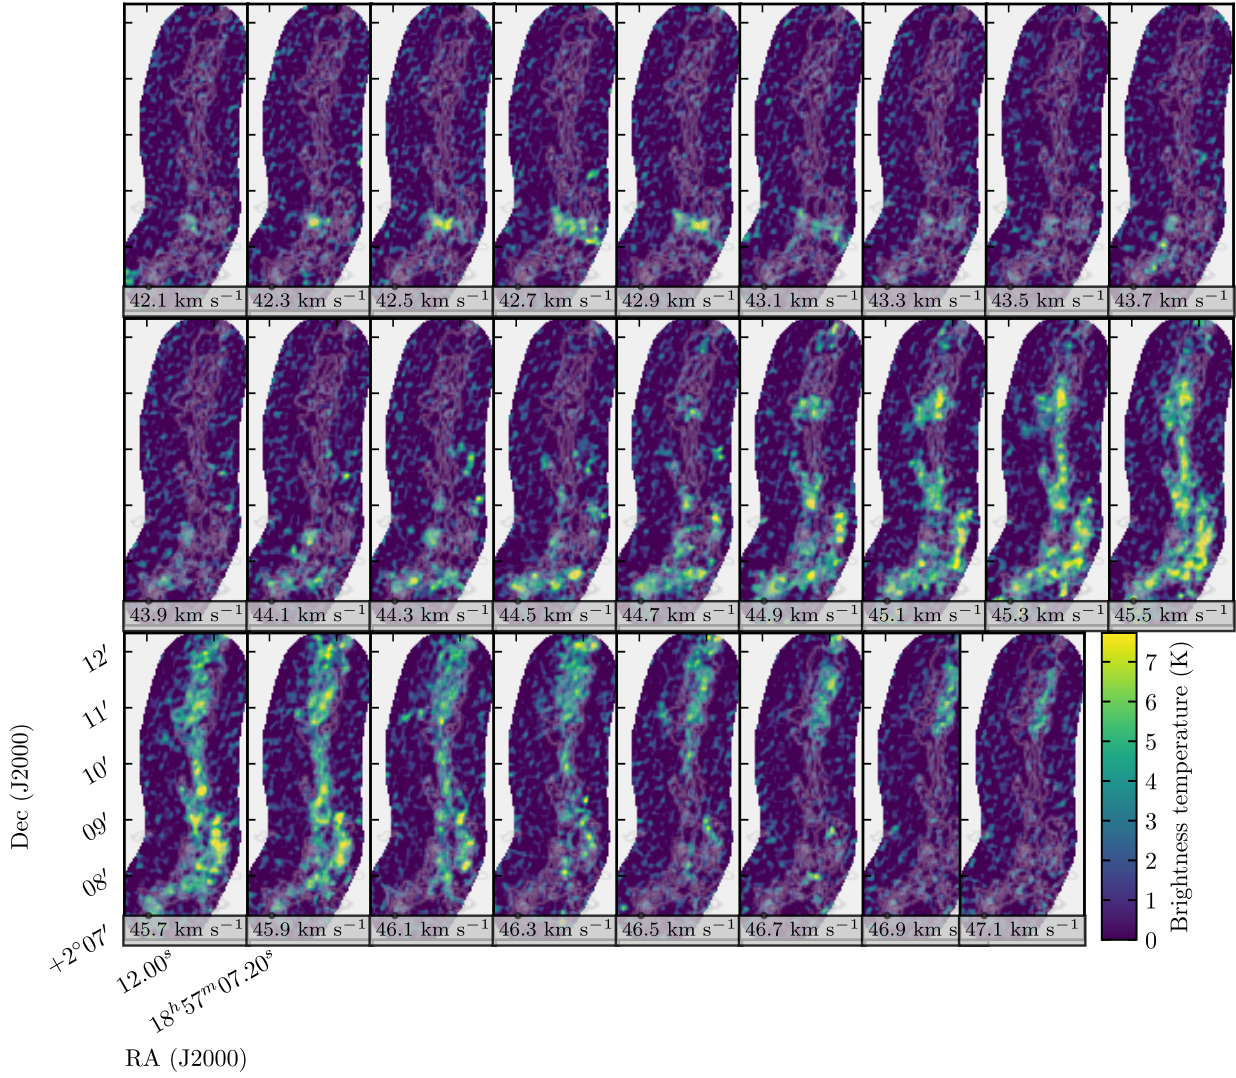 42.1 km s⁻¹ 42.3 km s⁻¹ 42.5 km s⁻¹ 42.7 km s⁻¹ 42.9 km s⁻¹ 43.1 km s⁻¹ 43.3 km s⁻¹ 43.5 km s⁻¹ 43.7 km s⁻¹
43.9 km s⁻¹ 44.1 km s⁻¹ 44.3 km s⁻¹ 44.5 km s⁻¹ 44.7 km s⁻¹ 44.9 km s⁻¹ 45.1 km s⁻¹ 45.3 km s⁻¹ 45.5 km s⁻¹
12′
11′
10′
09′
08′
+2°07′
Dec (J2000)
45.7 km s⁻¹ 45.9 km s⁻¹ 46.1 km s⁻¹ 46.3 km s⁻¹ 46.5 km s⁻¹ 46.7 km s⁻¹ 46.9 km s 47.1 km s⁻¹
7
6
5
4
3
2
1
0
Brightness temperature (K)
12.00ˢ
18ʰ57ᵐ07.20ˢ
RA (J2000)